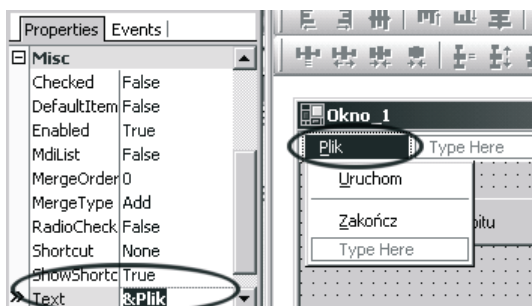 Properties Events
Misc
Checked False
DefaultItem False
Enabled True
MdiList False
MergeOrder 0
MergeType Add
RadioCheck False
Shortcut None
ShowShortc True
Text &Plik
Okno_1
Plik Type Here
Uruchom
Zakończ
Type Here